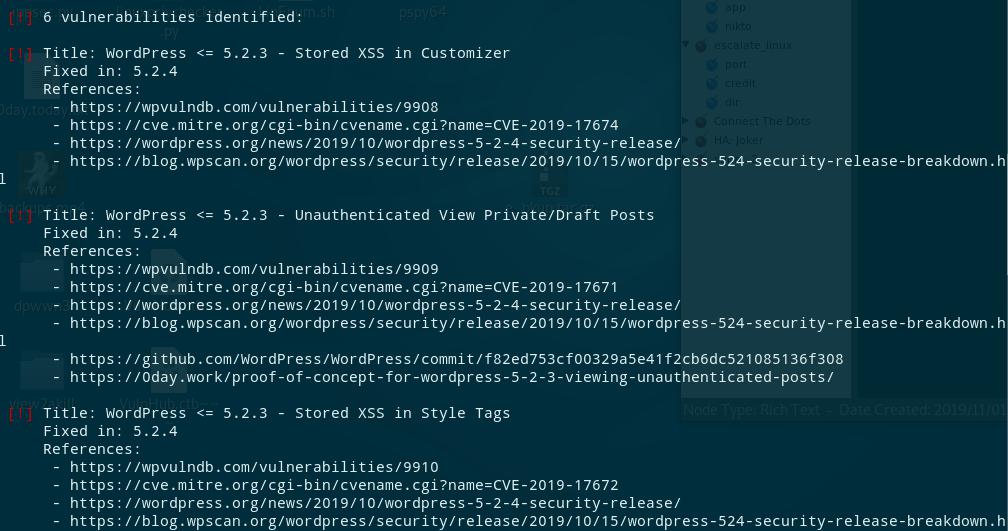 [!] 6 vulnerabilities identified:
[!] Title: WordPress <= 5.2.3 - Stored XSS in Customizer
Fixed in: 5.2.4
References:
- https://wpvulndb.com/vulnerabilities/9908
- https://cve.mitre.org/cgi-bin/cvename.cgi?name=CVE-2019-17674
- https://wordpress.org/news/2019/10/wordpress-5-2-4-security-release/
- https://blog.wpscan.org/wordpress/security/release/2019/10/15/wordpress-524-security-release-breakdown.h
l
[!] Title: WordPress <= 5.2.3 - Unauthenticated View Private/Draft Posts
Fixed in: 5.2.4
References:
- https://wpvulndb.com/vulnerabilities/9909
- https://cve.mitre.org/cgi-bin/cvename.cgi?name=CVE-2019-17671
- https://wordpress.org/news/2019/10/wordpress-5-2-4-security-release/
- https://blog.wpscan.org/wordpress/security/release/2019/10/15/wordpress-524-security-release-breakdown.h
l
- https://github.com/WordPress/WordPress/commit/f82ed753cf00329a5e41f2cb6dc521085136f308
- https://0day.work/proof-of-concept-for-wordpress-5-2-3-viewing-unauthenticated-posts/
[!] Title: WordPress <= 5.2.3 - Stored XSS in Style Tags
Fixed in: 5.2.4
References:
- https://wpvulndb.com/vulnerabilities/9910
- https://cve.mitre.org/cgi-bin/cvename.cgi?name=CVE-2019-17672
- https://wordpress.org/news/2019/10/wordpress-5-2-4-security-release/
- https://blog.wpscan.org/wordpress/security/release/2019/10/15/wordpress-524-security-release-breakdown.h
pspy64
.py
WHY
TGZ
view2akill
VulnHub.ctb~~
app
nikto
escalate_linux
port
credit
dir
Connect The Dots
HA: Joker
Node Type: Rich Text - Date Created: 2019/11/01